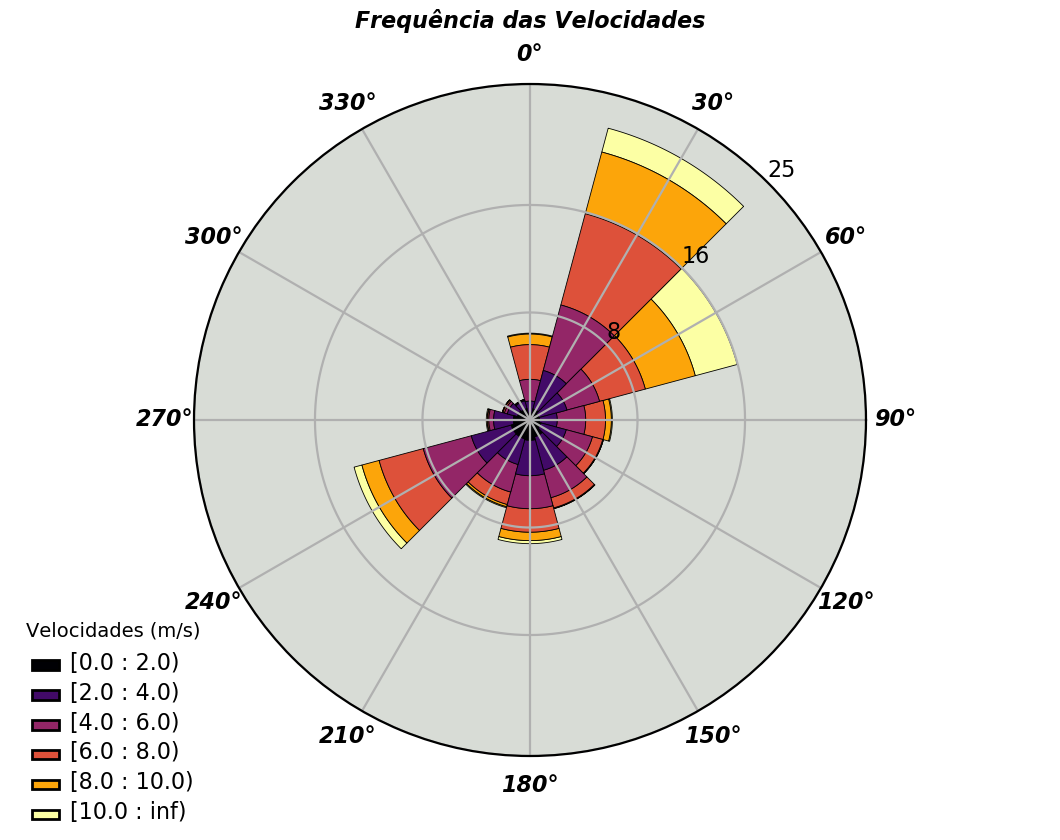 Frequência das Velocidades
0°
330°
30°
25
300°
60°
16
8
270°
90°
240°
120°
210°
150°
180°
Velocidades (m/s)
[0.0 : 2.0)
[2.0 : 4.0)
[4.0 : 6.0)
[6.0 : 8.0)
[8.0 : 10.0)
[10.0 : inf)